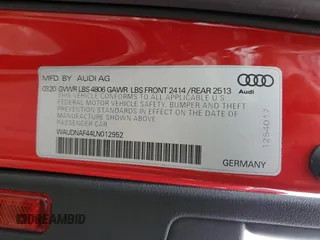 MFD BY AUDI AG
03.20 GVWR LBS 4806 GAWR LBS FRONT 2414 / REAR 2513
THIS VEHICLE CONFORMS TO ALL APPLICABLE U.S
FEDERAL MOTOR VEHICLE SAFETY, BUMPER AND THEFT
PREVENTION STANDARDS IN EFFECT ON THE
DATE OF MANUFACTURE SHOWN ABOVE
PASSENGER CAR
WAUDNAF44LN012952
Audi
1254017
GERMANY
DREAMBID